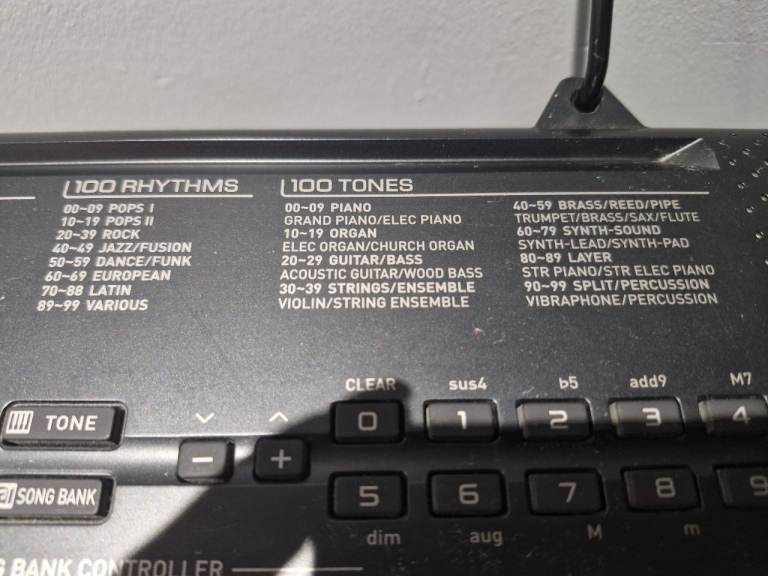 100 RHYTHMS
00~09 POPS I
10~19 POPS II
20~39 ROCK
40~49 JAZZ/FUSION
50~59 DANCE/FUNK
60~69 EUROPEAN
70~88 LATIN
89~99 VARIOUS
100 TONES
00~09 PIANO
GRAND PIANO/ELEC PIANO
10~19 ORGAN
ELEC ORGAN/CHURCH ORGAN
20~29 GUITAR/BASS
ACOUSTIC GUITAR/WOOD BASS
30~39 STRINGS/ENSEMBLE
VIOLIN/STRING ENSEMBLE
40~59 BRASS/REED/PIPE
TRUMPET/BRASS/SAX/FLUTE
60~79 SYNTH-SOUND
SYNTH-LEAD/SYNTH-PAD
80~89 LAYER
STR PIANO/STR ELEC PIANO
90~99 SPLIT/PERCUSSION
VIBRAPHONE/PERCUSSION
CLEAR sus4 b5 add9 M7
TONE - + 0 1 2 3 4
SONG BANK 5 6 7 8 9
dim aug M m
G BANK CONTROLLER